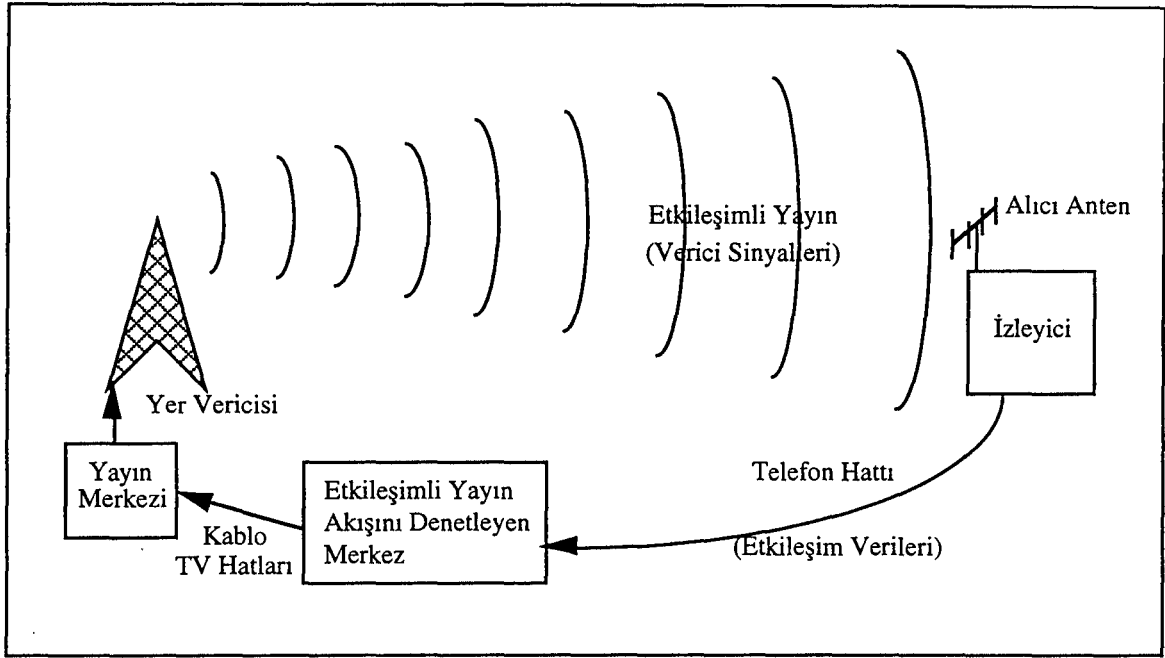 Etkileşimli Yayın
(Verici Sinyalleri)
Alıcı Anten
İzleyici
Yer Vericisi
Yayın
Merkezi
Kablo
TV Hatları
Etkileşimli Yayın
Akışını Denetleyen
Merkez
Telefon Hattı
(Etkileşim Verileri)